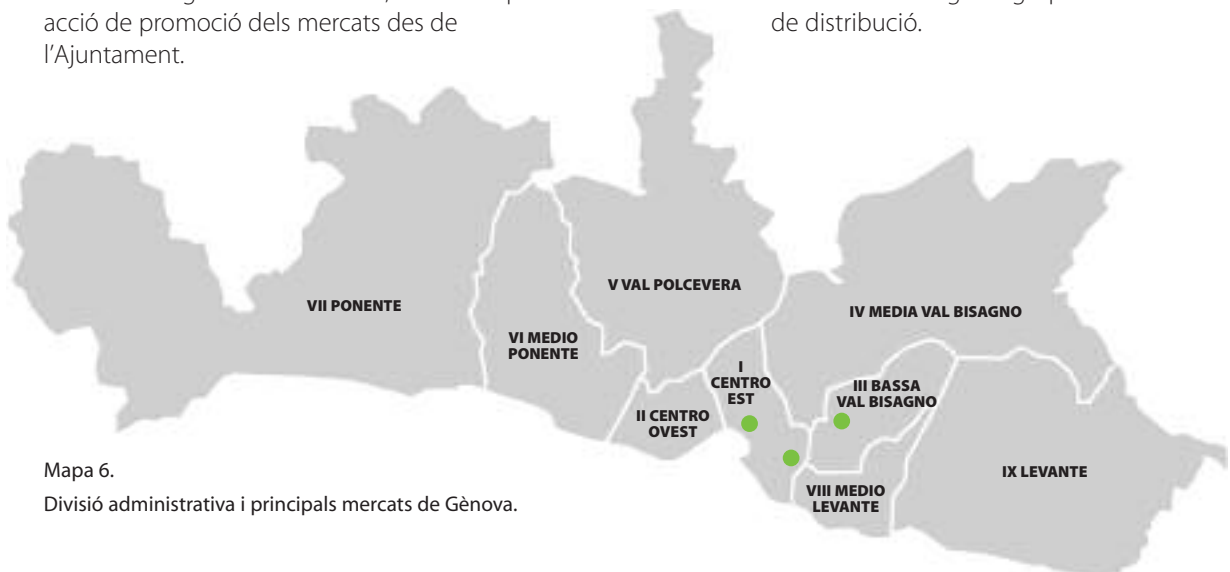 acció de promoció dels mercats des de
l'Ajuntament.
de distribució.
V VAL POLCEVERA
VII PONENTE
IV MEDIA VAL BISAGNO
VI MEDIO
PONENTE
I
CENTRO
EST
III BASSA
VAL BISAGNO
II CENTRO
OVEST
IX LEVANTE
VIII MEDIO
LEVANTE
Mapa 6.
Divisió administrativa i principals mercats de Gènova.